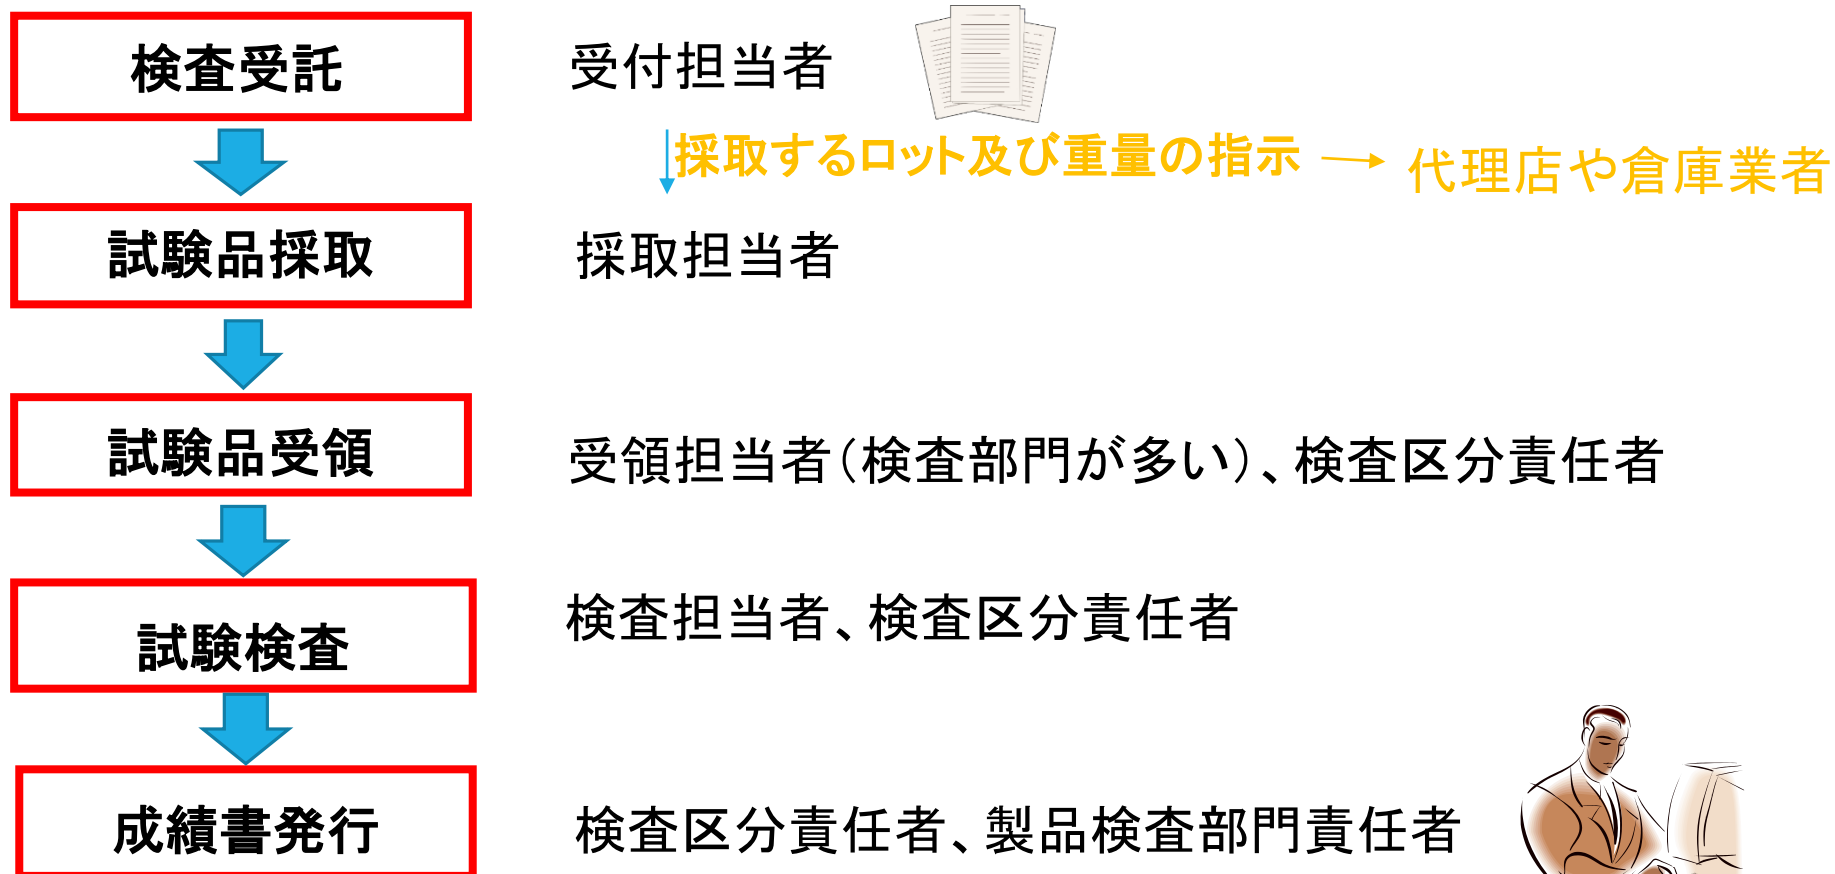 検査受託
受付担当者
採取するロット及び重量の指示
代理店や倉庫業者
試験品採取
採取担当者
試験品受領
受領担当者（検査部門が多い）、検査区分責任者
試験検査
検査担当者、検査区分責任者
成績書発行
検査区分責任者、製品検査部門責任者